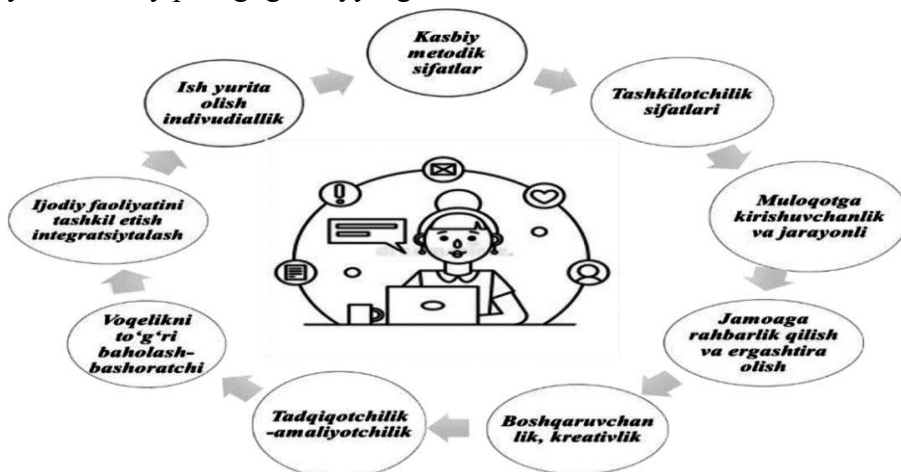 Kasbiy
metodik
sifatlar
Tashkilotchilik
sifatlari
Muloqotga
kirishuvchanlik
va jarayonli
Jamoaga
rahbarlik qilish
va ergashtira
olish
Boshqaruvchan
lik, kreativlik
Tadqiqotchilik
-amaliyotchilik
Voqelikni
to‘g‘ri
baholash-
bashoratchi
Ijodiy faoliyatini
tashkil etish
integratsiytalash
Ish yurita
olish
indivudiallik